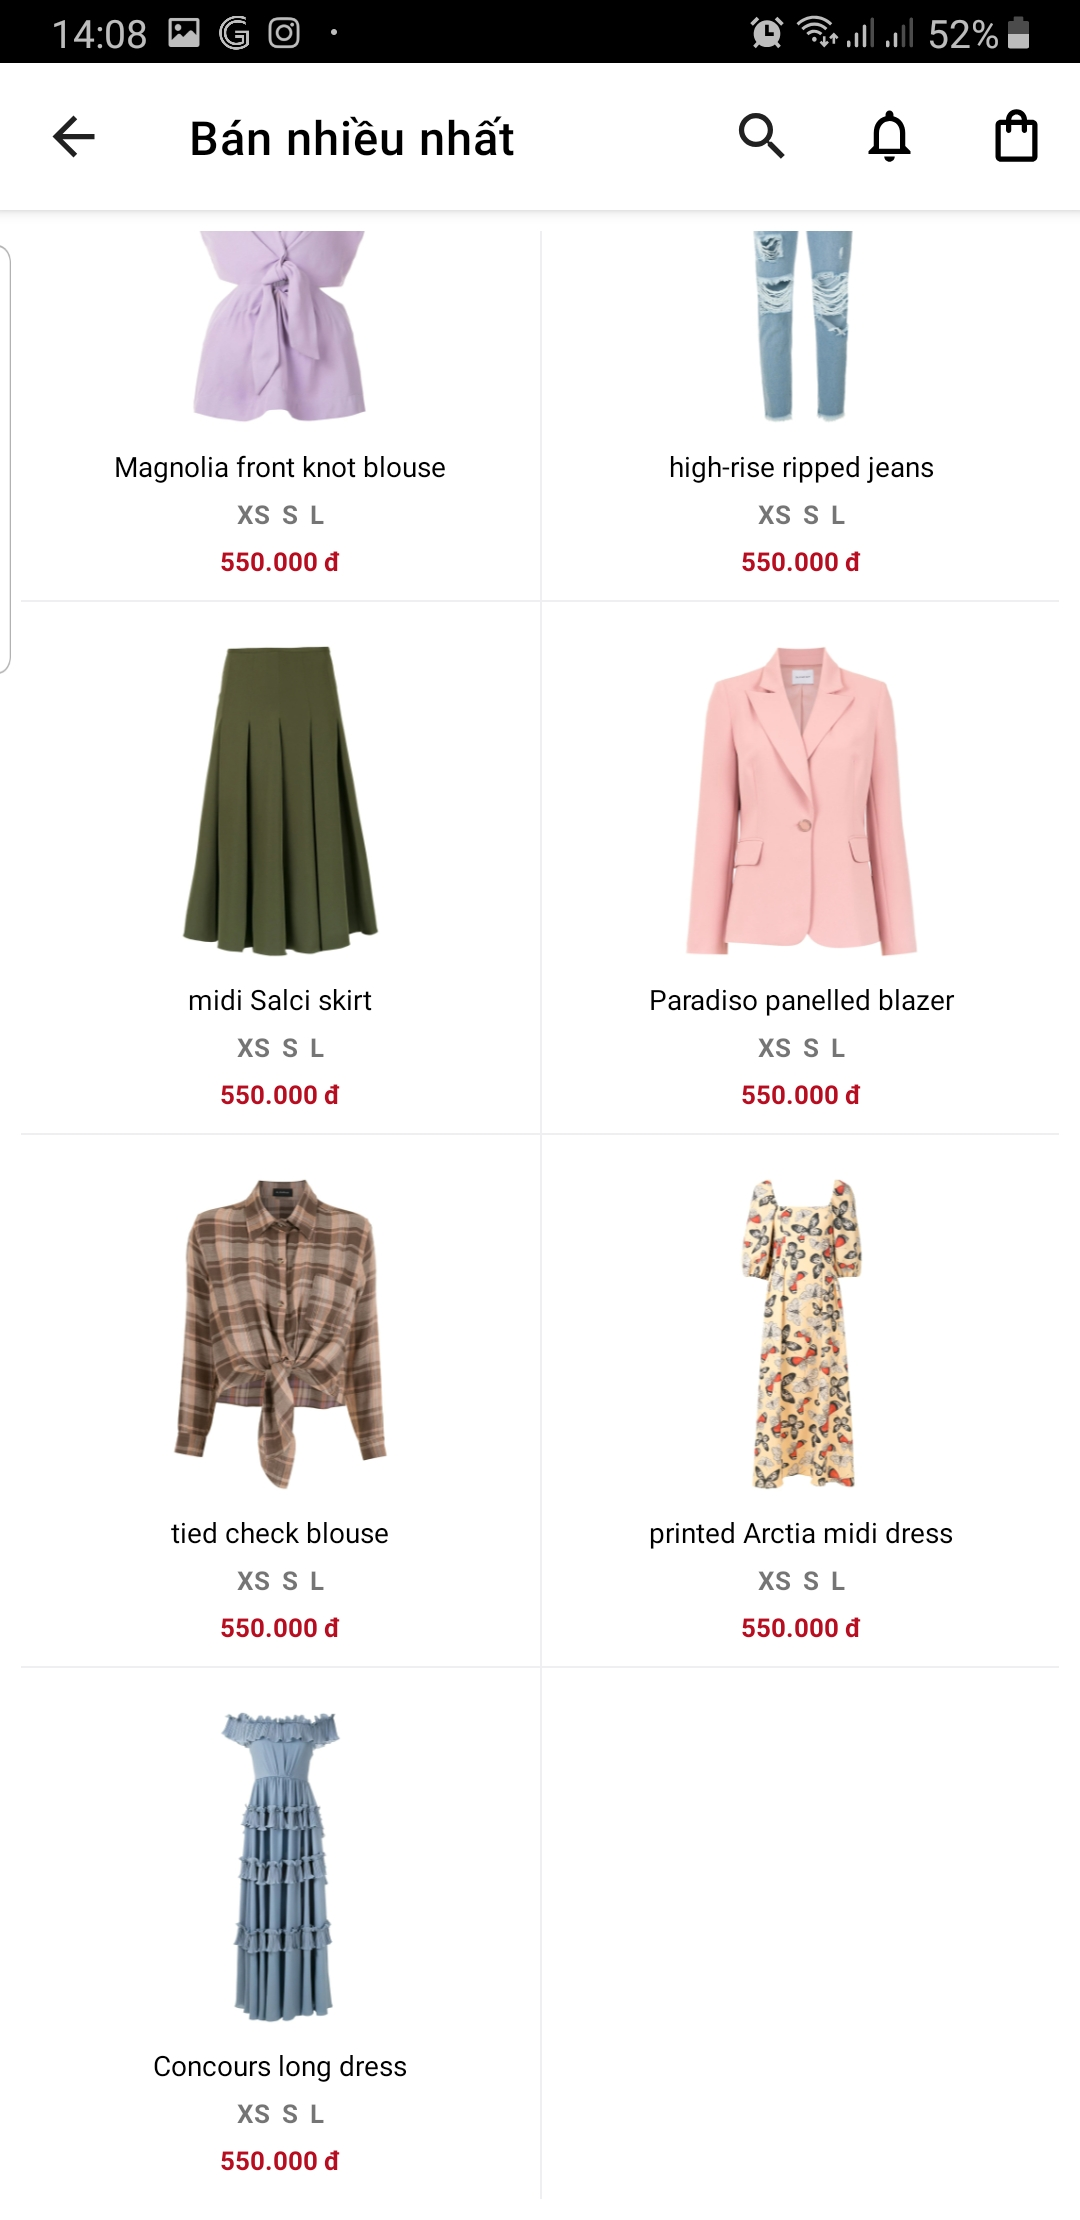 14:08 52%
Bán nhiều nhất
Magnolia front knot blouse
XS S L
550.000 đ
high-rise ripped jeans
XS S L
550.000 đ
midi Salci skirt
XS S L
550.000 đ
Paradiso panelled blazer
XS S L
550.000 đ
tied check blouse
XS S L
550.000 đ
printed Arctia midi dress
XS S L
550.000 đ
Concours long dress
XS S L
550.000 đ